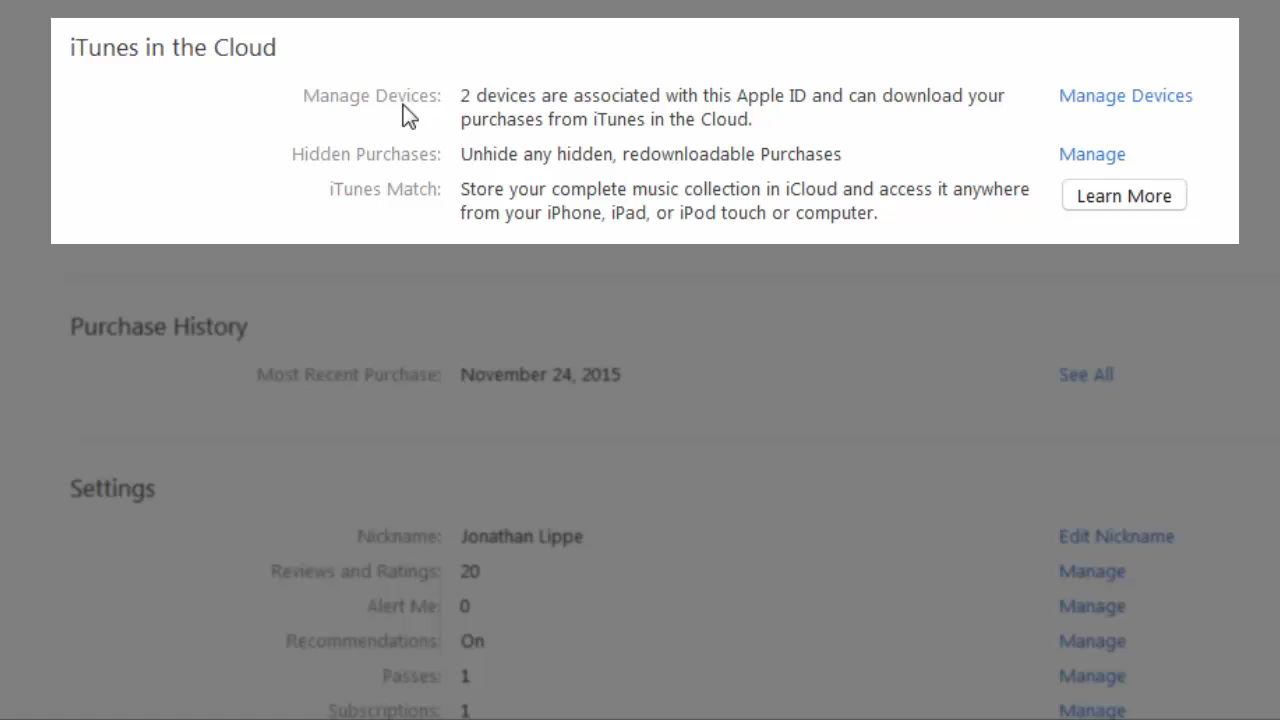 iTunes in the Cloud
Manage Devices: 2 devices are associated with this Apple ID and can download your Manage Devices
purchases from iTunes in the Cloud.
Hidden Purchases: Unhide any hidden, redownloadable Purchases Manage
iTunes Match: Store your complete music collection in iCloud and access it anywhere
from your iPhone, iPad, or iPod touch or computer. Learn More
Purchase History
Most Recent Purchase: November 24, 2015 See All
Settings
Nickname: Jonathan Lippe Edit Nickname
Reviews and Ratings: 20 Manage
Alert Me: 0 Manage
Recommendations: On Manage
Passes: 1 Manage
Subscriptions: 1 Manage